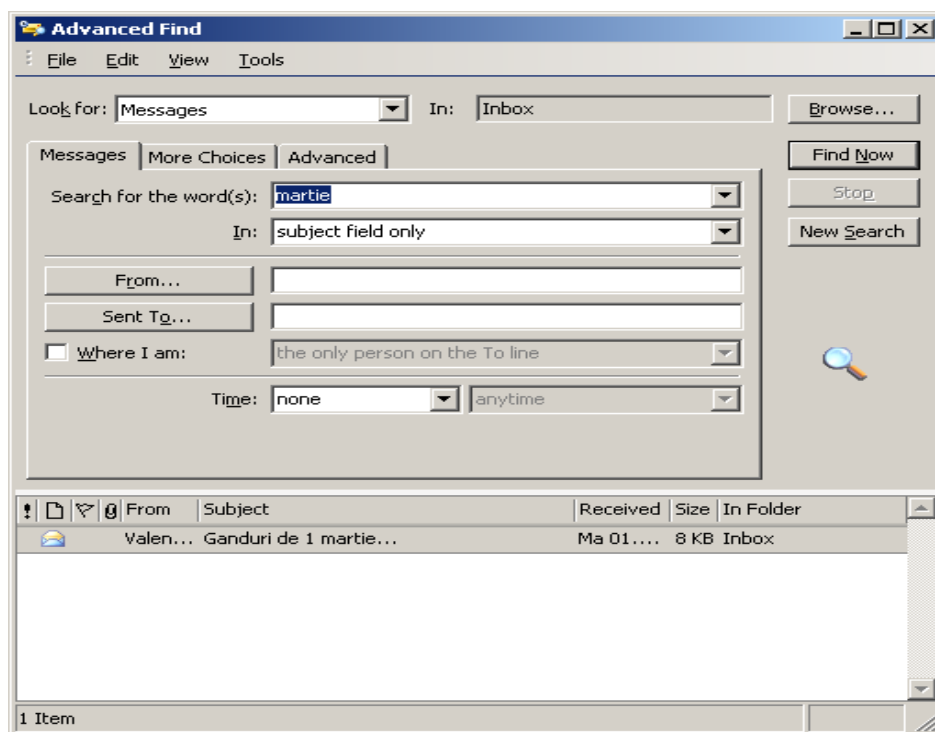 Advanced Find
File Edit View Tools
Look for: Messages In: Inbox Browse...
Messages More Choices Advanced Find Now
Search for the word(s): martie Stop
In: subject field only New Search
From...
Sent To...
Where I am: the only person on the To line
Time: none anytime
! From Subject Received Size In Folder
Valen... Ganduri de 1 martie... Ma 01.... 8 KB Inbox
1 Item